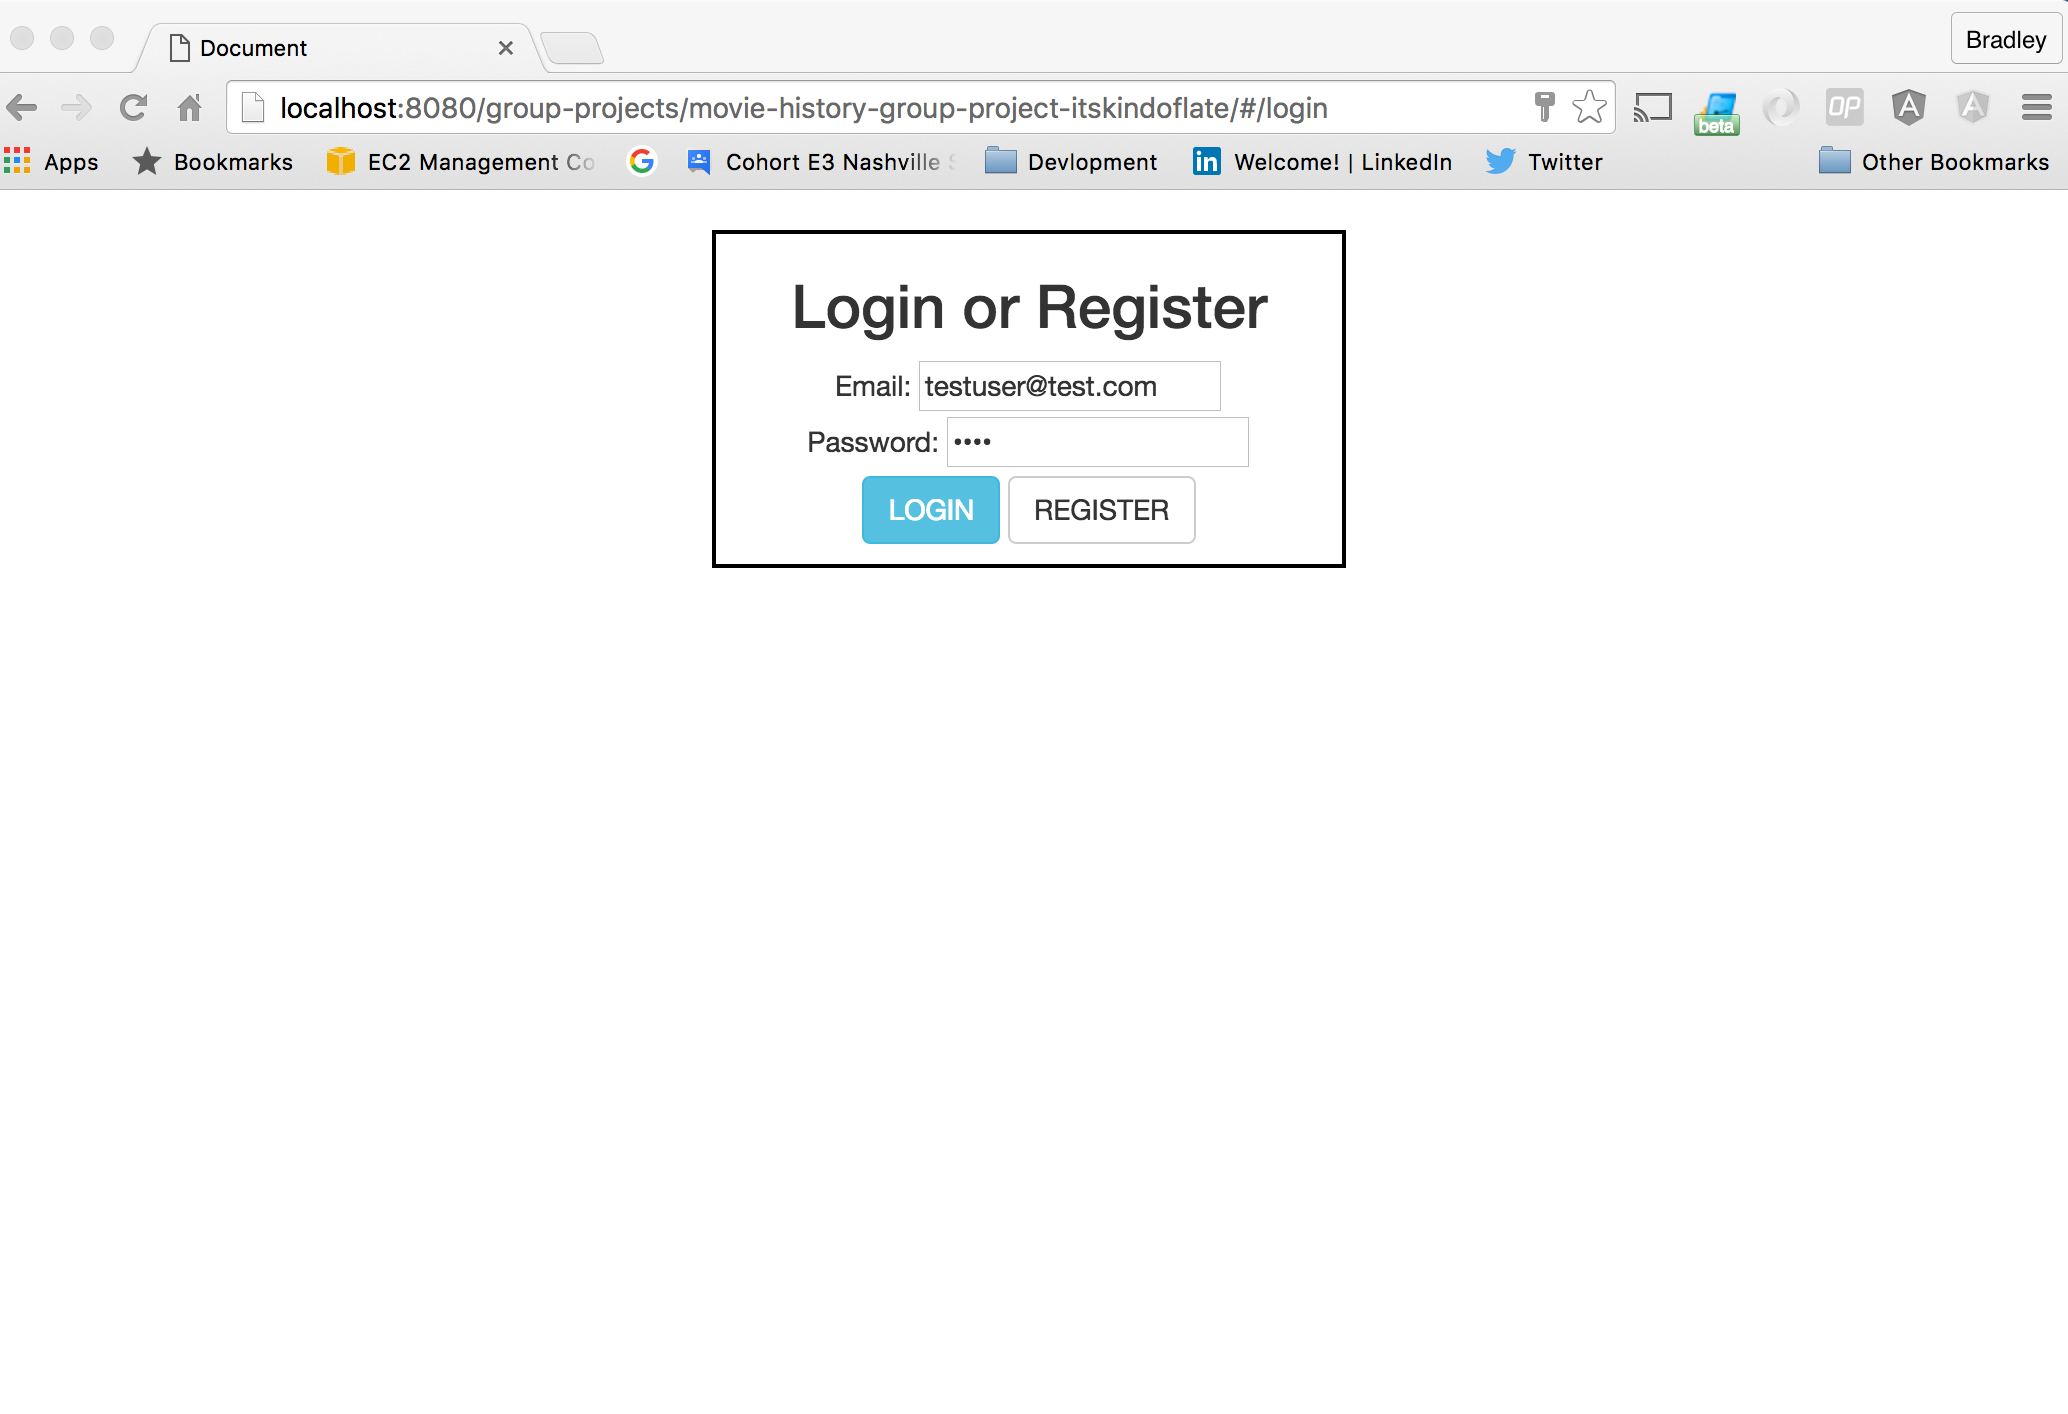 Document
Bradley
localhost:8080/group-projects/movie-history-group-project-itskindoflate/#/login
beta
OP
Apps Bookmarks EC2 Management Co Cohort E3 Nashville Devlopment Welcome! | LinkedIn Twitter Other Bookmarks
Login or Register
Email: testuser@test.com
Password: ••••
LOGIN REGISTER